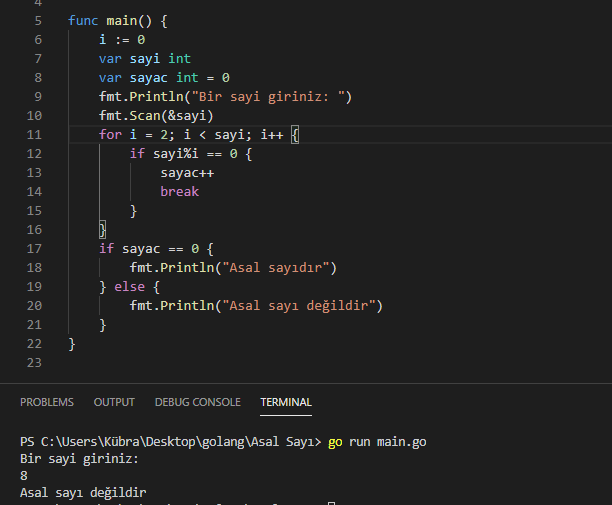 4
5 func main() {
6 i := 0
7 var sayi int
8 var sayac int = 0
9 fmt.Println("Bir sayi giriniz: ")
10 fmt.Scan(&sayi)
11 for i = 2; i < sayi; i++ {
12 if sayi%i == 0 {
13 sayac++
14 break
15 }
16 }
17 if sayac == 0 {
18 fmt.Println("Asal sayıdır")
19 } else {
20 fmt.Println("Asal sayı değildir")
21 }
22 }
23
PROBLEMS OUTPUT DEBUG CONSOLE TERMINAL
PS C:\Users\Kübra\Desktop\golang\Asal Sayı> go run main.go
Bir sayi giriniz:
8
Asal sayı değildir